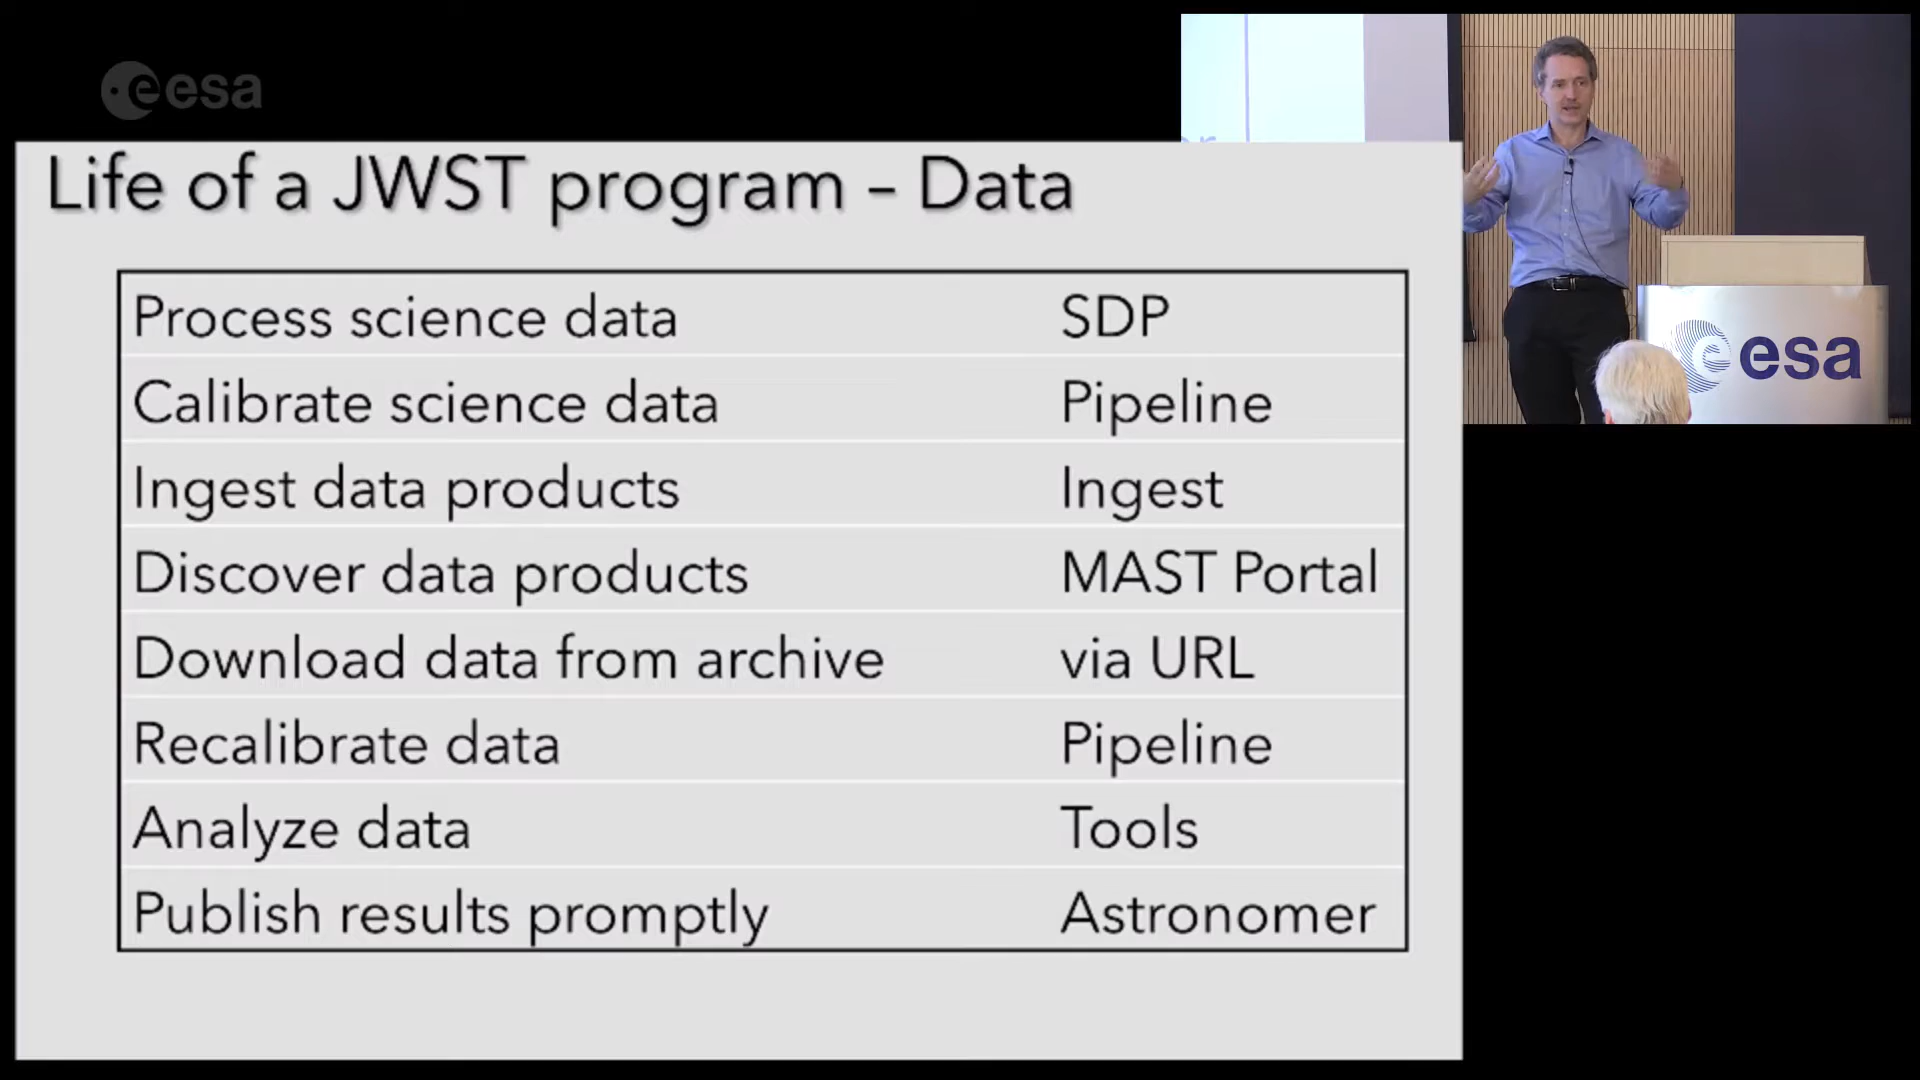 eesa
Life of a JWST program – Data
Process science data SDP
Calibrate science data Pipeline
Ingest data products Ingest
Discover data products MAST Portal
Download data from archive via URL
Recalibrate data Pipeline
Analyze data Tools
Publish results promptly Astronomer
esa